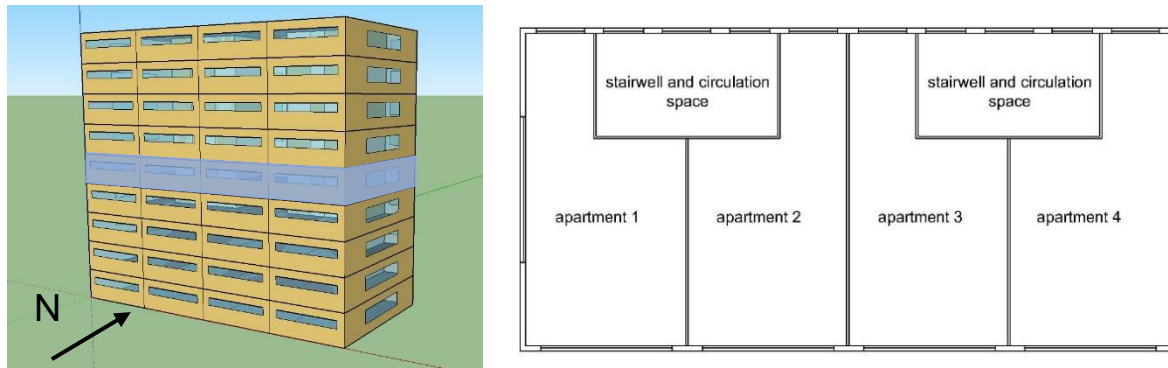 N
stairwell and circulation
space
stairwell and circulation
space
apartment 1
apartment 2
apartment 3
apartment 4